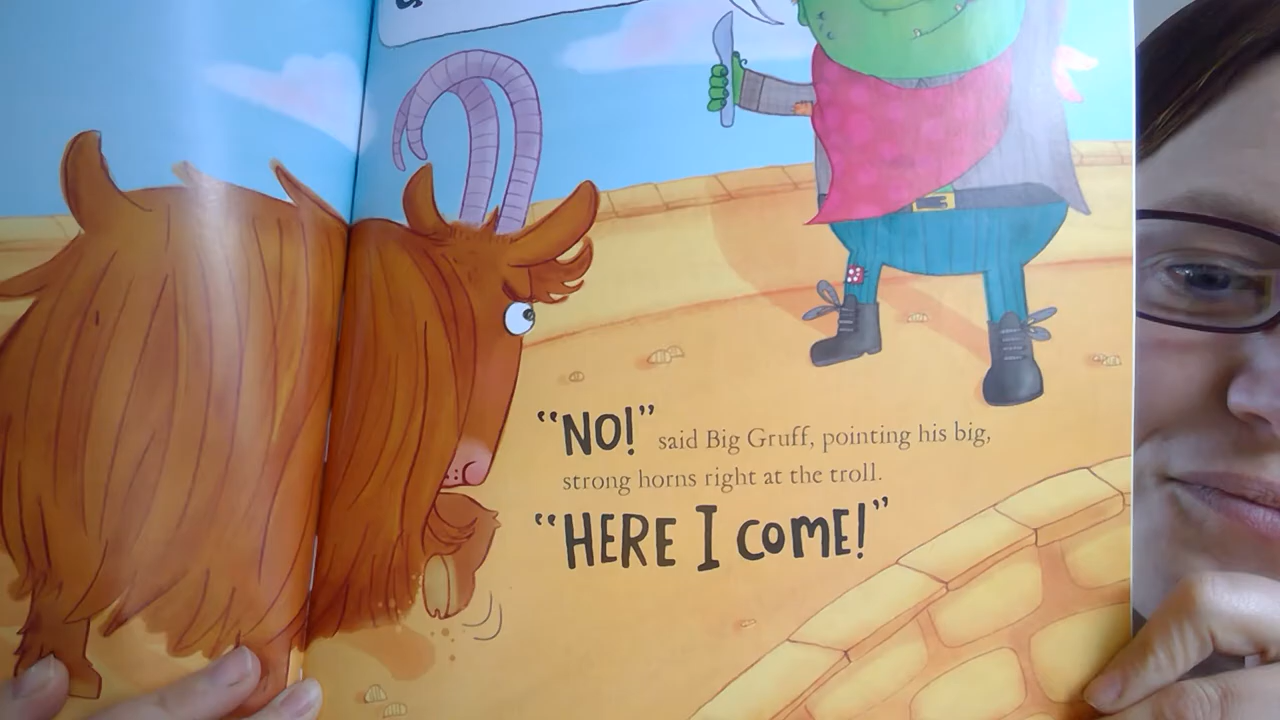 “NO!” said Big Gruff, pointing his big,
strong horns right at the troll.
“HERE I COME!”